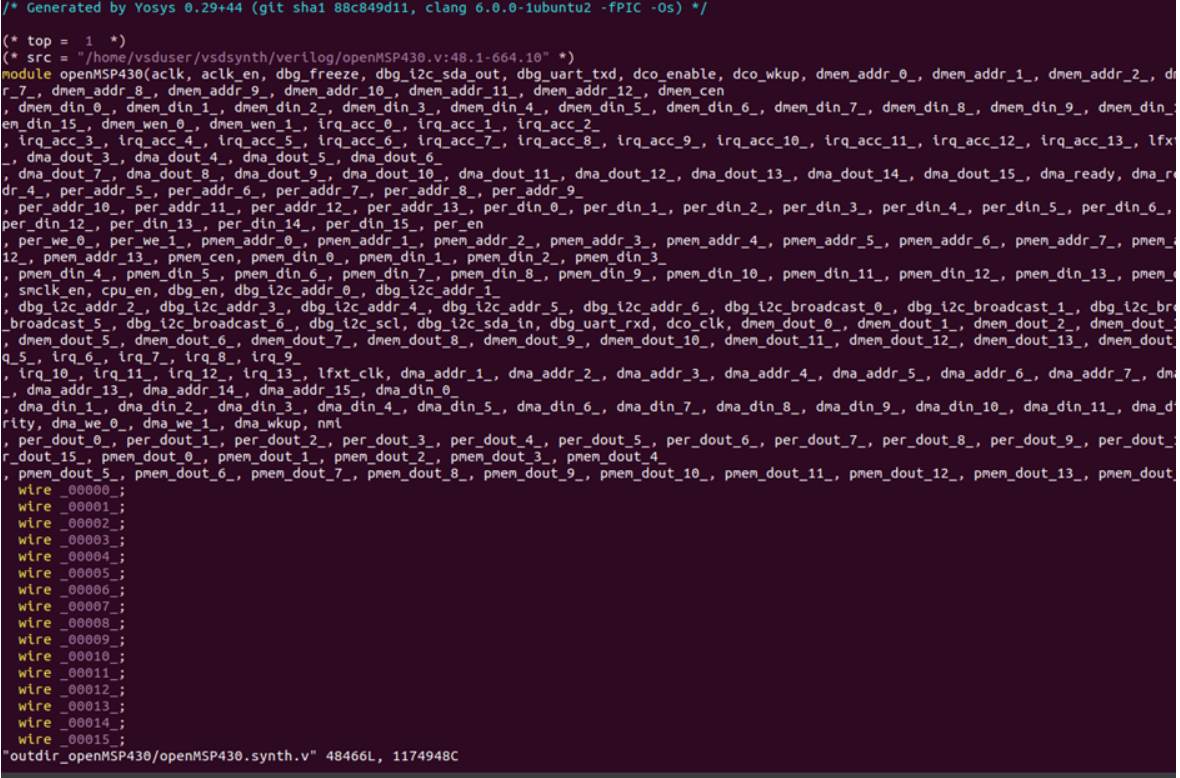 /* Generated by Yosys 0.29+44 (git sha1 88c849d11, clang 6.0.0-1ubuntu2 -fPIC -Os) */
(* top =  1  *)
(* src = "/home/vsduser/vsdsynth/verilog/openMSP430.v:48.1-664.10" *)
module openMSP430(aclk, aclk_en, dbg_freeze, dbg_i2c_sda_out, dbg_uart_txd, dco_enable, dco_wkup, dmem_addr_0_, dmem_addr_1_, dmem_addr_2_,
r_7_, dmem_addr_8_, dmem_addr_9_, dmem_addr_10_, dmem_addr_11_, dmem_addr_12_, dmem_cen
, dmem_din_0_, dmem_din_1_, dmem_din_2_, dmem_din_3_, dmem_din_4_, dmem_din_5_, dmem_din_6_, dmem_din_7_, dmem_din_8_, dmem_din_9_, dmem_din_
em_din_15_, dmem_wen_0_, dmem_wen_1_, irq_acc_0_, irq_acc_1_, irq_acc_2_
, irq_acc_3_, irq_acc_4_, irq_acc_5_, irq_acc_6_, irq_acc_7_, irq_acc_8_, irq_acc_9_, irq_acc_10_, irq_acc_11_, irq_acc_12_, irq_acc_13_, lfx
_, dma_dout_3_, dma_dout_4_, dma_dout_5_, dma_dout_6_
, dma_dout_7_, dma_dout_8_, dma_dout_9_, dma_dout_10_, dma_dout_11_, dma_dout_12_, dma_dout_13_, dma_dout_14_, dma_dout_15_, dma_ready, dma_r
dr_4_, per_addr_5_, per_addr_6_, per_addr_7_, per_addr_8_, per_addr_9_
, per_addr_10_, per_addr_11_, per_addr_12_, per_addr_13_, per_din_0_, per_din_1_, per_din_2_, per_din_3_, per_din_4_, per_din_5_, per_din_6_,
per_din_12_, per_din_13_, per_din_14_, per_din_15_, per_en
, per_we_0_, per_we_1_, pmem_addr_0_, pmem_addr_1_, pmem_addr_2_, pmem_addr_3_, pmem_addr_4_, pmem_addr_5_, pmem_addr_6_, pmem_addr_7_, pmem_
12_, pmem_addr_13_, pmem_cen, pmem_din_0_, pmem_din_1_, pmem_din_2_, pmem_din_3_
, pmem_din_4_, pmem_din_5_, pmem_din_6_, pmem_din_7_, pmem_din_8_, pmem_din_9_, pmem_din_10_, pmem_din_11_, pmem_din_12_, pmem_din_13_, pmem_
, smclk_en, cpu_en, dbg_en, dbg_i2c_addr_0_, dbg_i2c_addr_1_
, dbg_i2c_addr_2_, dbg_i2c_addr_3_, dbg_i2c_addr_4_, dbg_i2c_addr_5_, dbg_i2c_addr_6_, dbg_i2c_broadcast_0_, dbg_i2c_broadcast_1_, dbg_i2c_br
_broadcast_5_, dbg_i2c_broadcast_6_, dbg_i2c_scl, dbg_i2c_sda_in, dbg_uart_rxd, dco_clk, dmem_dout_0_, dmem_dout_1_, dmem_dout_2_, dmem_dout_
, dmem_dout_5_, dmem_dout_6_, dmem_dout_7_, dmem_dout_8_, dmem_dout_9_, dmem_dout_10_, dmem_dout_11_, dmem_dout_12_, dmem_dout_13_, dmem_dout_
q_5_, irq_6_, irq_7_, irq_8_, irq_9_
, irq_10_, irq_11_, irq_12_, irq_13_, lfxt_clk, dma_addr_1_, dma_addr_2_, dma_addr_3_, dma_addr_4_, dma_addr_5_, dma_addr_6_, dma_addr_7_,
_, dma_addr_13_, dma_addr_14_, dma_addr_15_, dma_din_0_
, dma_din_1_, dma_din_2_, dma_din_3_, dma_din_4_, dma_din_5_, dma_din_6_, dma_din_7_, dma_din_8_, dma_din_9_, dma_din_10_, dma_din_11_, dma_d
rity, dma_we_0_, dma_we_1_, dma_wkup, nmi
, per_dout_0_, per_dout_1_, per_dout_2_, per_dout_3_, per_dout_4_, per_dout_5_, per_dout_6_, per_dout_7_, per_dout_8_, per_dout_9_, per_dout_
r_dout_15_, pmem_dout_0_, pmem_dout_1_, pmem_dout_2_, pmem_dout_3_, pmem_dout_4_
, pmem_dout_5_, pmem_dout_6_, pmem_dout_7_, pmem_dout_8_, pmem_dout_9_, pmem_dout_10_, pmem_dout_11_, pmem_dout_12_, pmem_dout_13_, pmem_dout_
wire _00000_;
wire _00001_;
wire _00002_;
wire _00003_;
wire _00004_;
wire _00005_;
wire _00006_;
wire _00007_;
wire _00008_;
wire _00009_;
wire _00010_;
wire _00011_;
wire _00012_;
wire _00013_;
wire _00014_;
wire _00015_;
"outdir_openMSP430/openMSP430.synth.v" 48466L, 1174948C